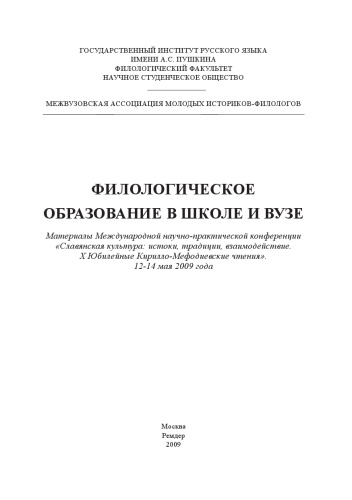 ГОСУДАРСТВЕННЫЙ ИНСТИТУТ РУССКОГО ЯЗЫКА
ИМЕНИ А.С. ПУШКИНА
ФИЛОЛОГИЧЕСКИЙ ФАКУЛЬТЕТ
НАУЧНОЕ СТУДЕНЧЕСКОЕ ОБЩЕСТВО
МЕЖВУЗОВСКАЯ АССОЦИАЦИЯ МОЛОДЫХ ИСТОРИКОВ-ФИЛОЛОГОВ
ФИЛОЛОГИЧЕСКОЕ
ОБРАЗОВАНИЕ В ШКОЛЕ И ВУЗЕ
Материалы Международной научно-практической конференции
«Славянская культура: истоки, традиции, взаимодействие.
X Юбилейные Кирилло-Мефодиевские чтения».
12-14 мая 2009 года
Москва
Ремдер
2009